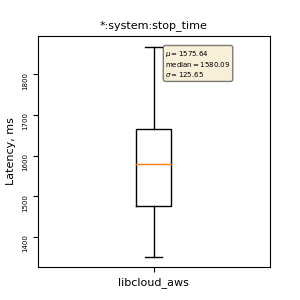 *:system:stop_time
μ = 1575.64
median = 1580.09
σ = 125.65
Latency, ms
1800
1700
1600
1500
1400
libcloud_aws